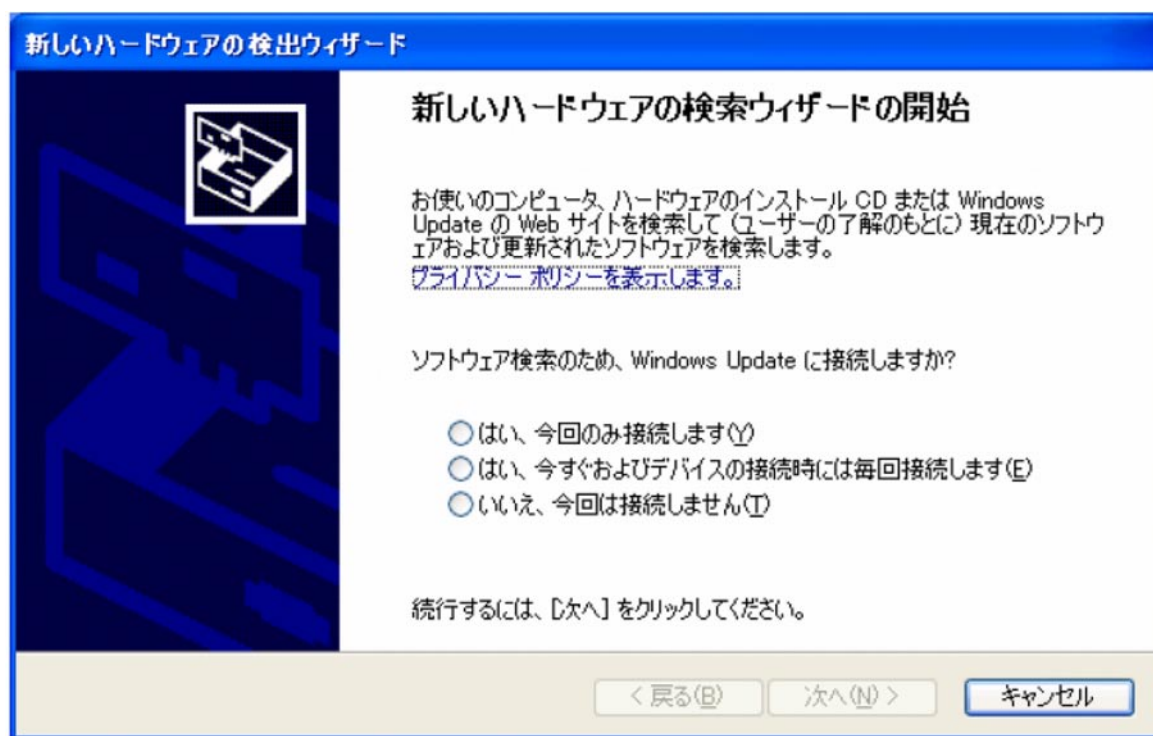 新しいハードウェアの検出ウィザード
新しいハードウェアの検索ウィザードの開始
お使いのコンピュータ、ハードウェアのインストール CD または Windows
Update の Web サイトを検索して (ユーザーの了解のもとに) 現在のソフトウ
ェアおよび更新されたソフトウェアを検索します。
プライバシー ポリシーを表示します。
ソフトウェア検索のため、Windows Update に接続しますか?
はい、今回のみ接続します(Y)
はい、今すぐおよびデバイスの接続時には毎回接続します(E)
いいえ、今回は接続しません(T)
続行するには、[次へ] をクリックしてください。
< 戻る(B) 次へ(N) > キャンセル